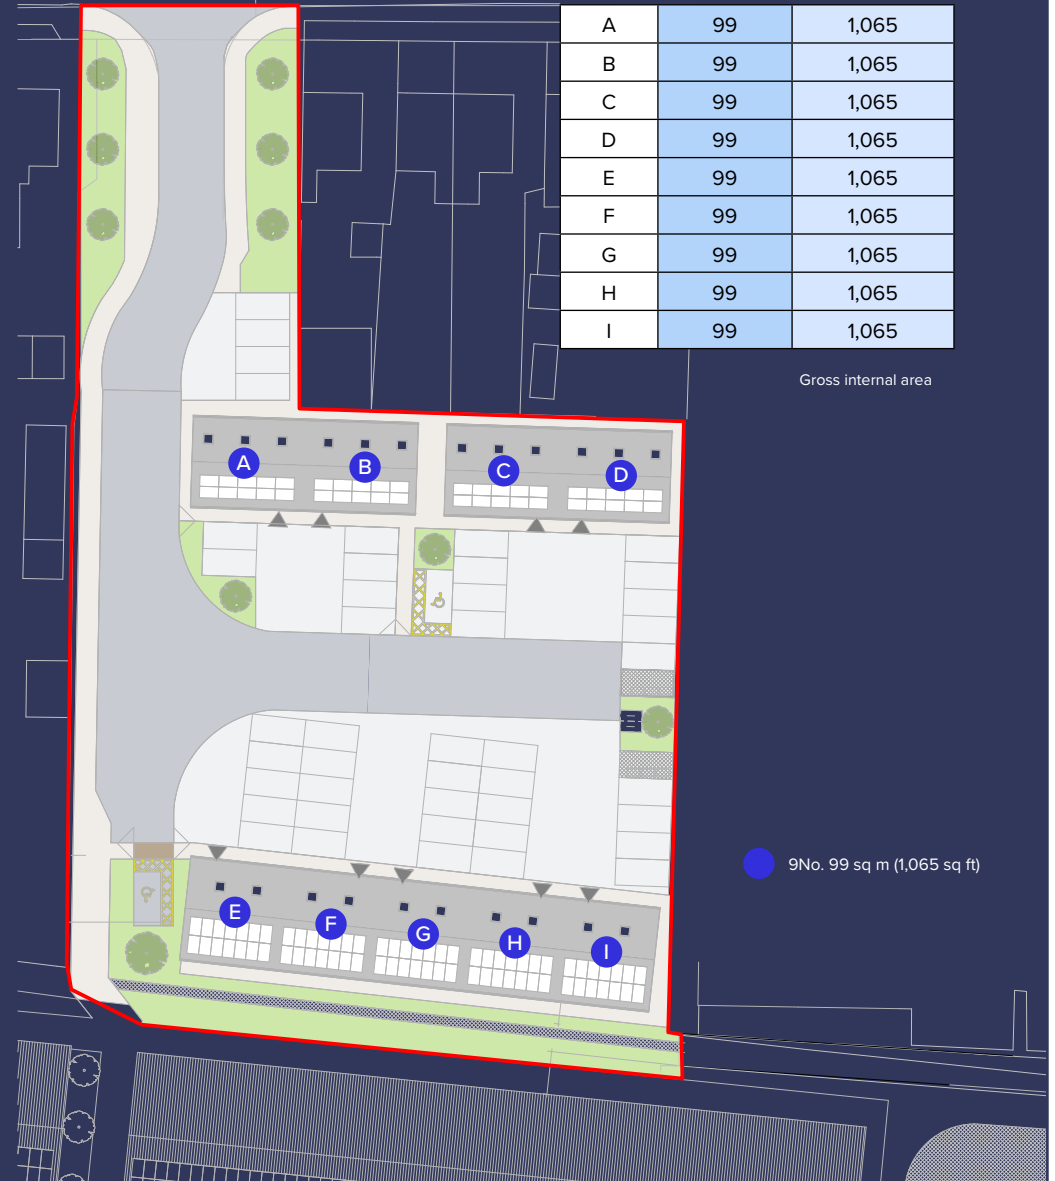 A 99 1,065
B 99 1,065
C 99 1,065
D 99 1,065
E 99 1,065
F 99 1,065
G 99 1,065
H 99 1,065
I 99 1,065
Gross internal area
A
B
C
D
9No. 99 sq m (1,065 sq ft)
E
F
G
H
I